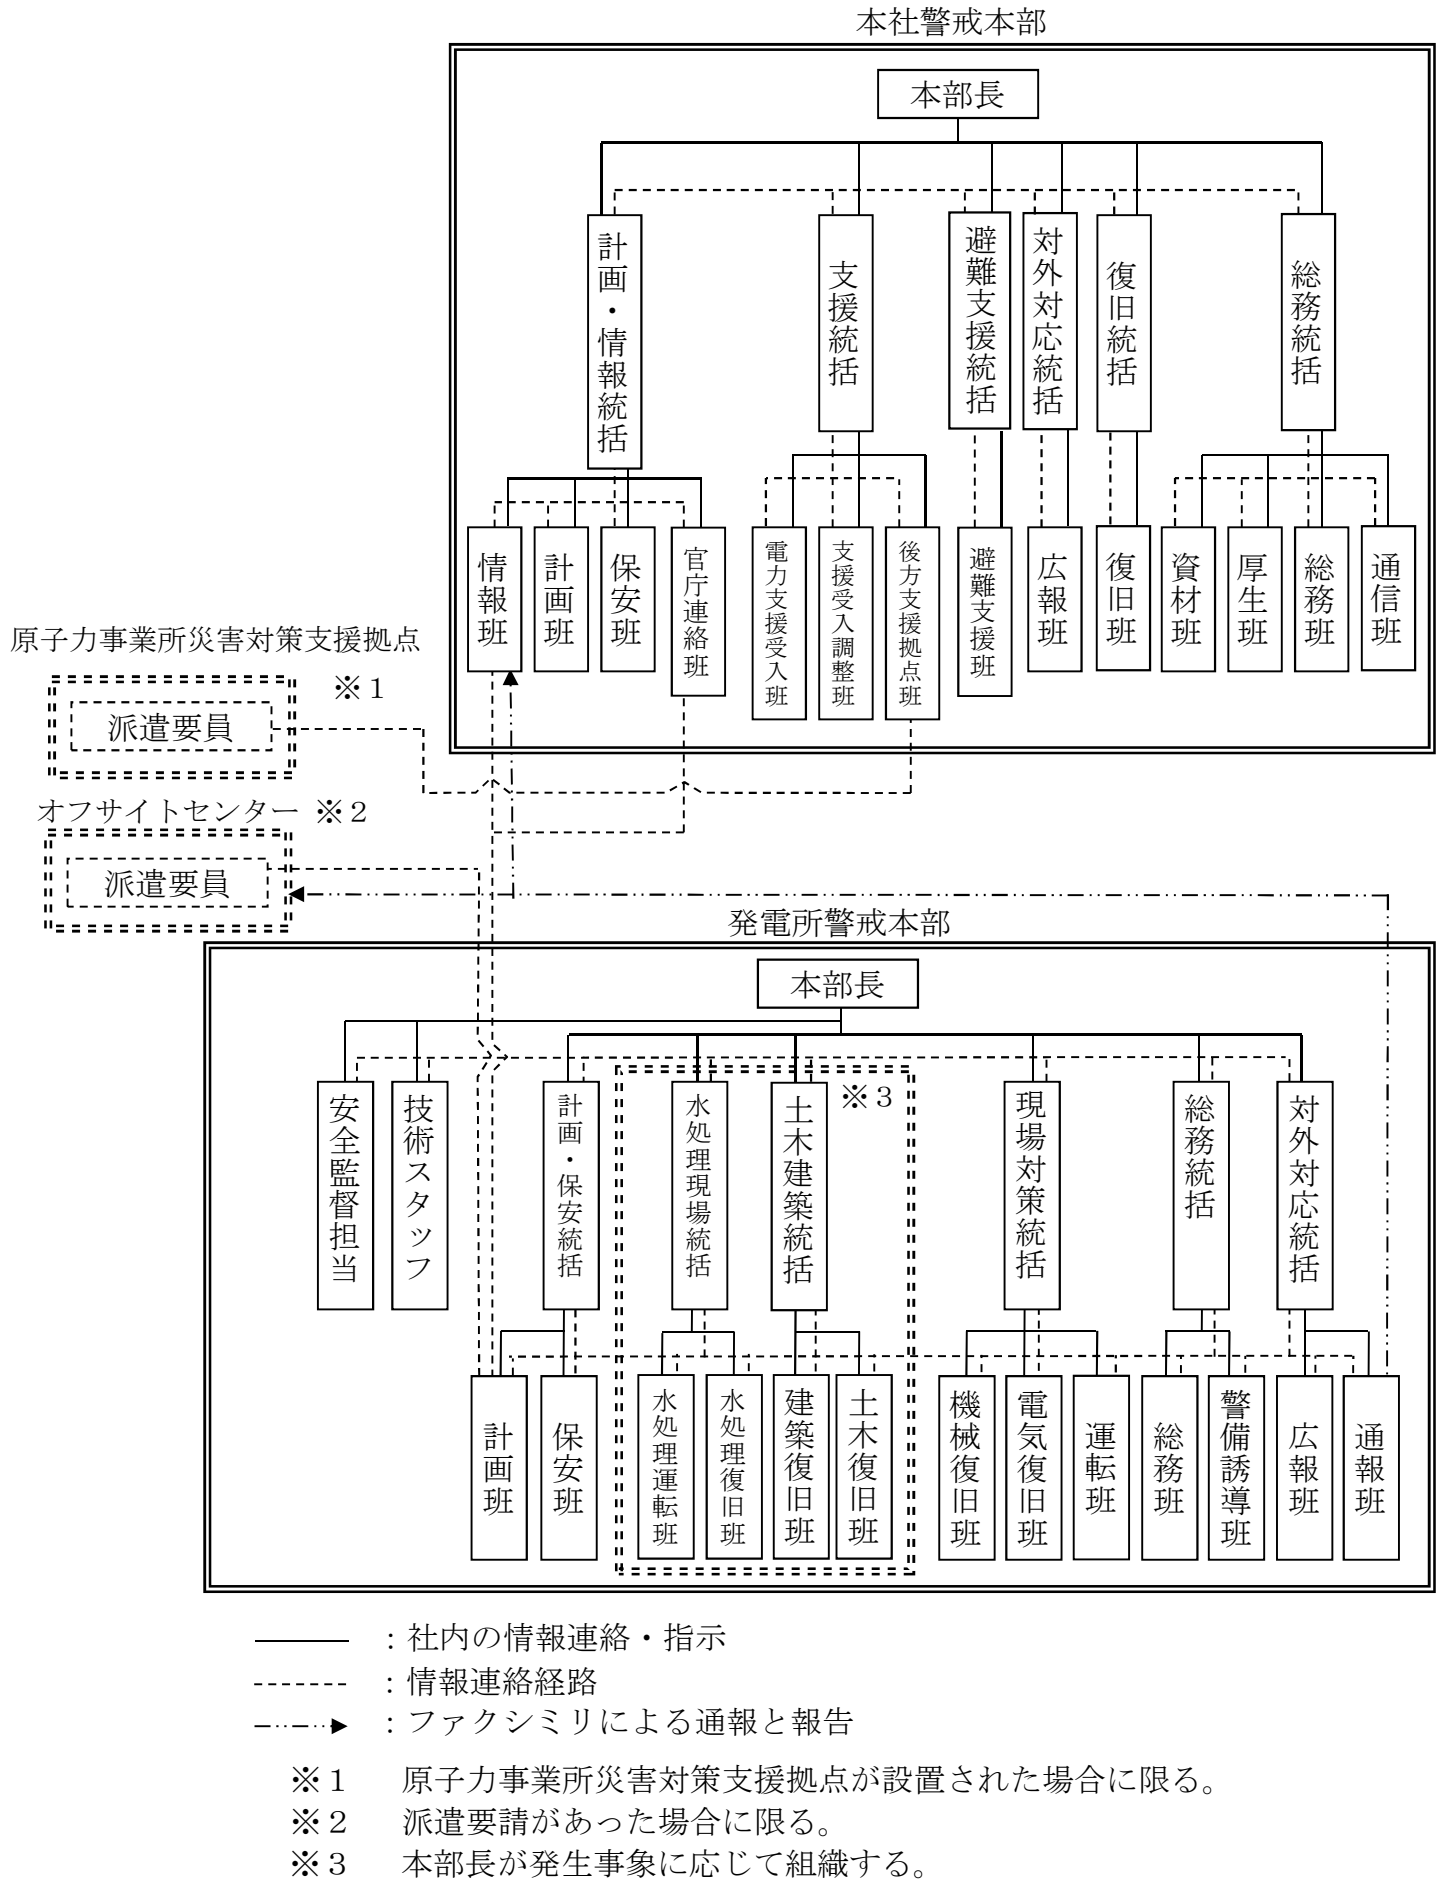 本社警戒本部
本部長
計画・情報統括
支援統括
避難支援統括
対外対応統括
復旧統括
総務統括
情報班
計画班
保安班
官庁連絡班
電力支援受入班
支援受入調整班
後方支援拠点班
避難支援班
広報班
復旧班
資材班
厚生班
総務班
通信班
原子力事業所災害対策支援拠点
※１
派遣要員
オフサイトセンター ※２
派遣要員
発電所警戒本部
本部長
※３
安全監督担当
技術スタッフ
計画・保安統括
水処理現場統括
土木建築統括
現場対策統括
総務統括
対外対応統括
計画班
保安班
水処理運転班
水処理復旧班
建築復旧班
土木復旧班
機械復旧班
電気復旧班
運転班
総務班
警備誘導班
広報班
通報班
：社内の情報連絡・指示
：情報連絡経路
：ファクシミリによる通報と報告
※１　原子力事業所災害対策支援拠点が設置された場合に限る。
※２　派遣要請があった場合に限る。
※３　本部長が発生事象に応じて組織する。